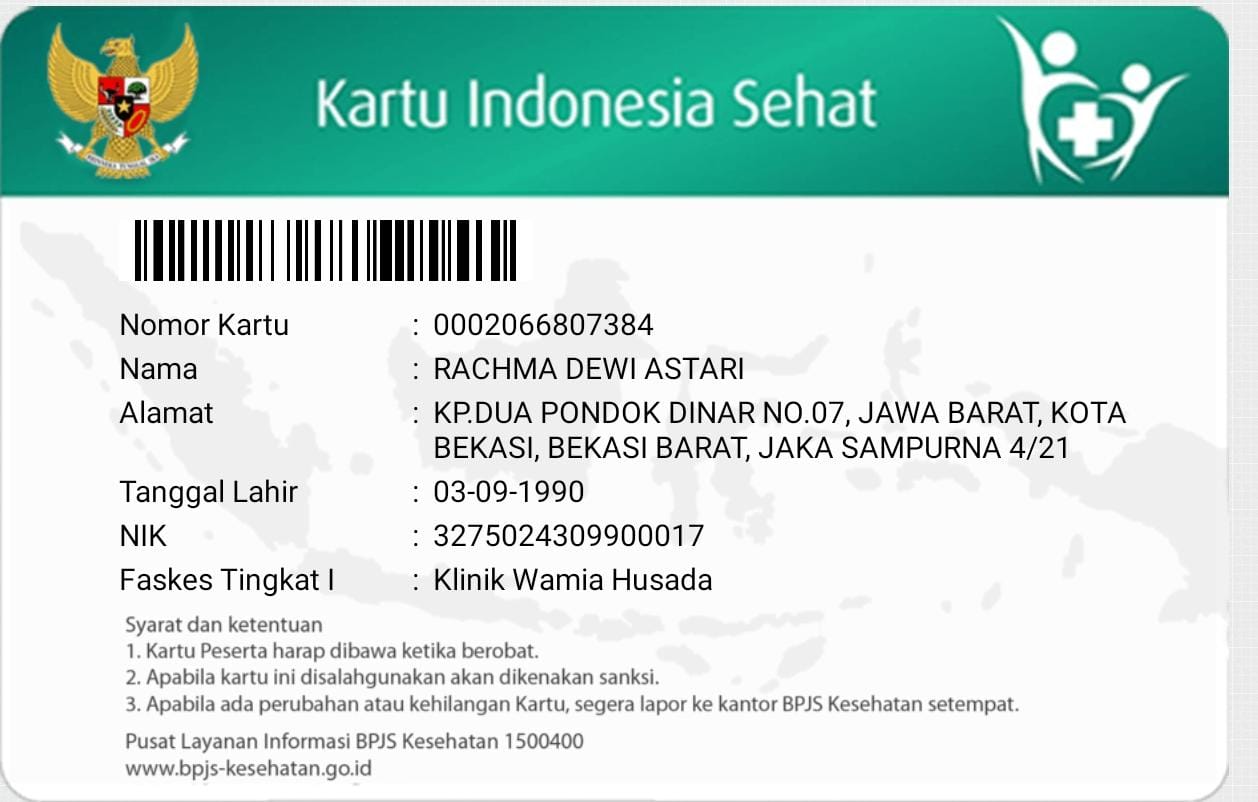 Kartu Indonesia Sehat
Nomor Kartu : 0002066807384
Nama : RACHMA DEWI ASTARI
Alamat : KP.DUA PONDOK DINAR NO.07, JAWA BARAT, KOTA
BEKASI, BEKASI BARAT, JAKA SAMPURNA 4/21
Tanggal Lahir : 03-09-1990
NIK : 3275024309900017
Faskes Tingkat I : Klinik Wamia Husada
Syarat dan ketentuan
1. Kartu Peserta harap dibawa ketika berobat.
2. Apabila kartu ini disalahgunakan akan dikenakan sanksi.
3. Apabila ada perubahan atau kehilangan Kartu, segera lapor ke kantor BPJS Kesehatan setempat.
Pusat Layanan Informasi BPJS Kesehatan 1500400
www.bpjs-kesehatan.go.id